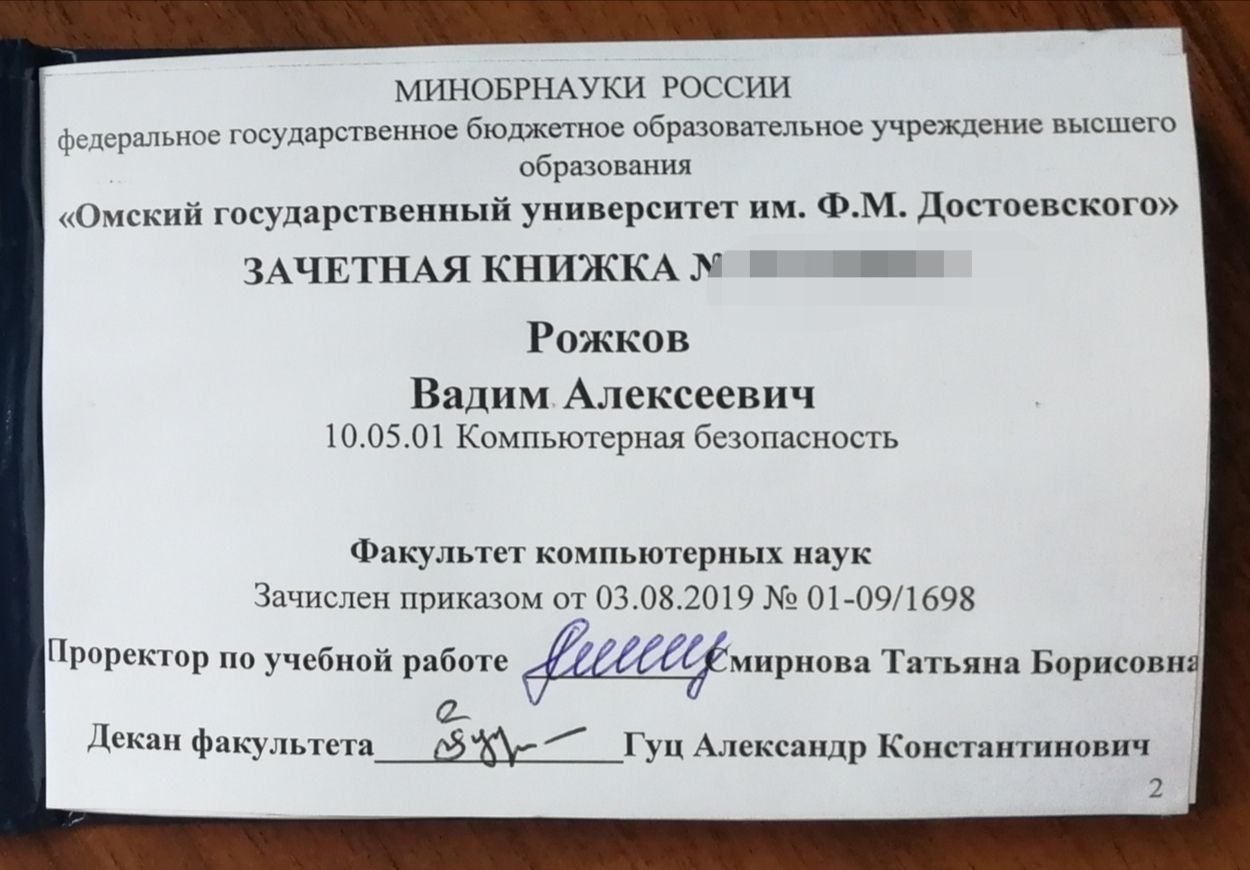 МИНОБРНАУКИ РОССИИ
федеральное государственное бюджетное образовательное учреждение высшего
образования
«Омский государственный университет им. Ф.М. Достоевского»
ЗАЧЕТНАЯ КНИЖКА №
Рожков
Вадим Алексеевич
10.05.01 Компьютерная безопасность
Факультет компьютерных наук
Зачислен приказом от 03.08.2019 № 01-09/1698
Проректор по учебной работе Смирнова Татьяна Борисовна
Декан факультета Гуц Александр Константинович
2